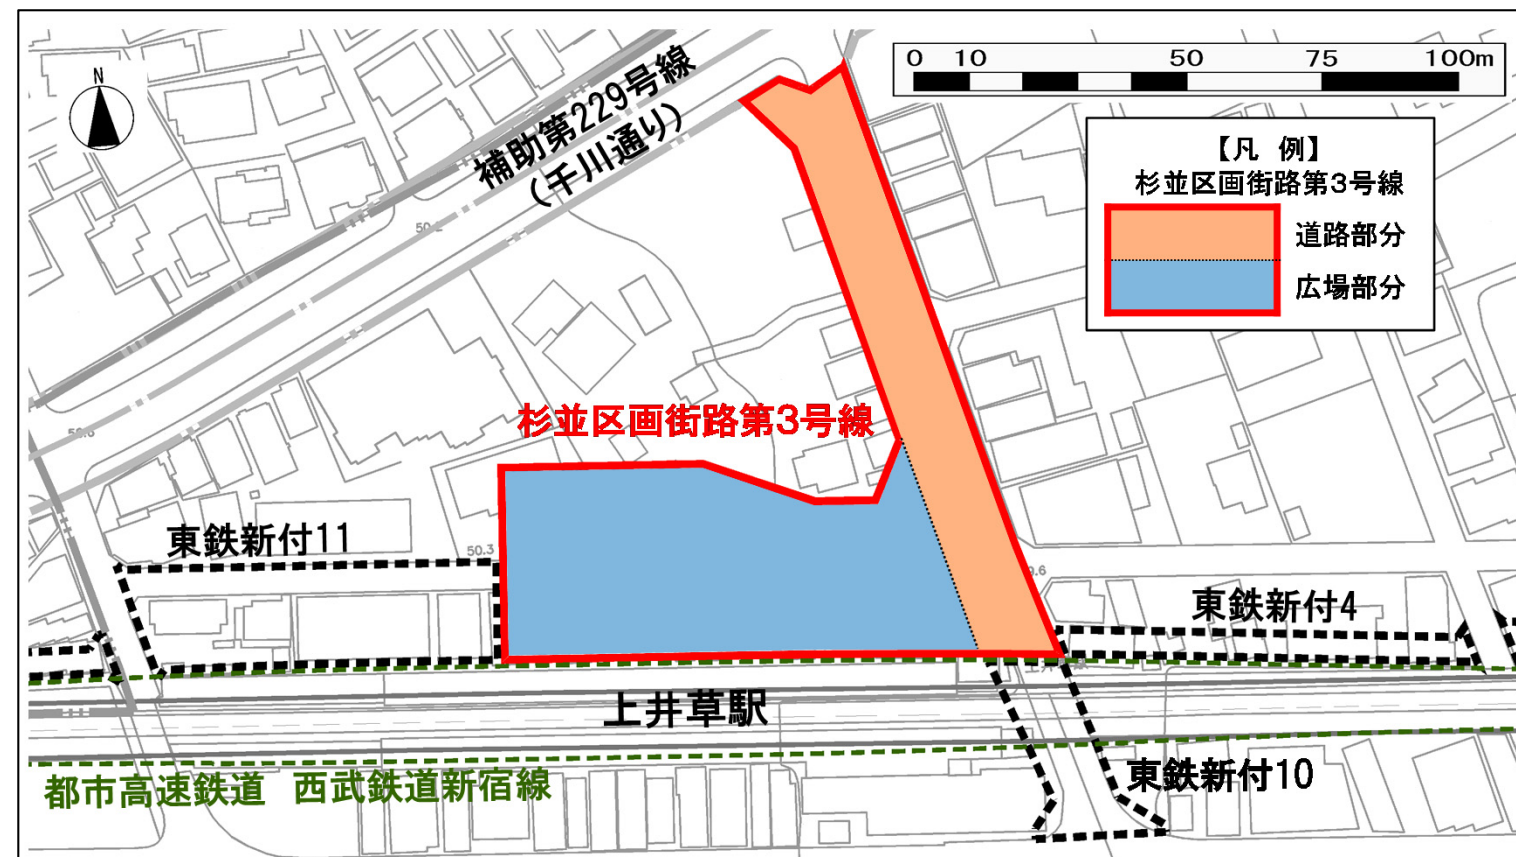 N
補助第229号線
(千川通り)
0 10 50 75 100m
【凡 例】
杉並区画街路第3号線
道路部分
広場部分
杉並区画街路第3号線
東鉄新付11
50.3
東鉄新付4
上井草駅
都市高速鉄道 西武鉄道新宿線
東鉄新付10